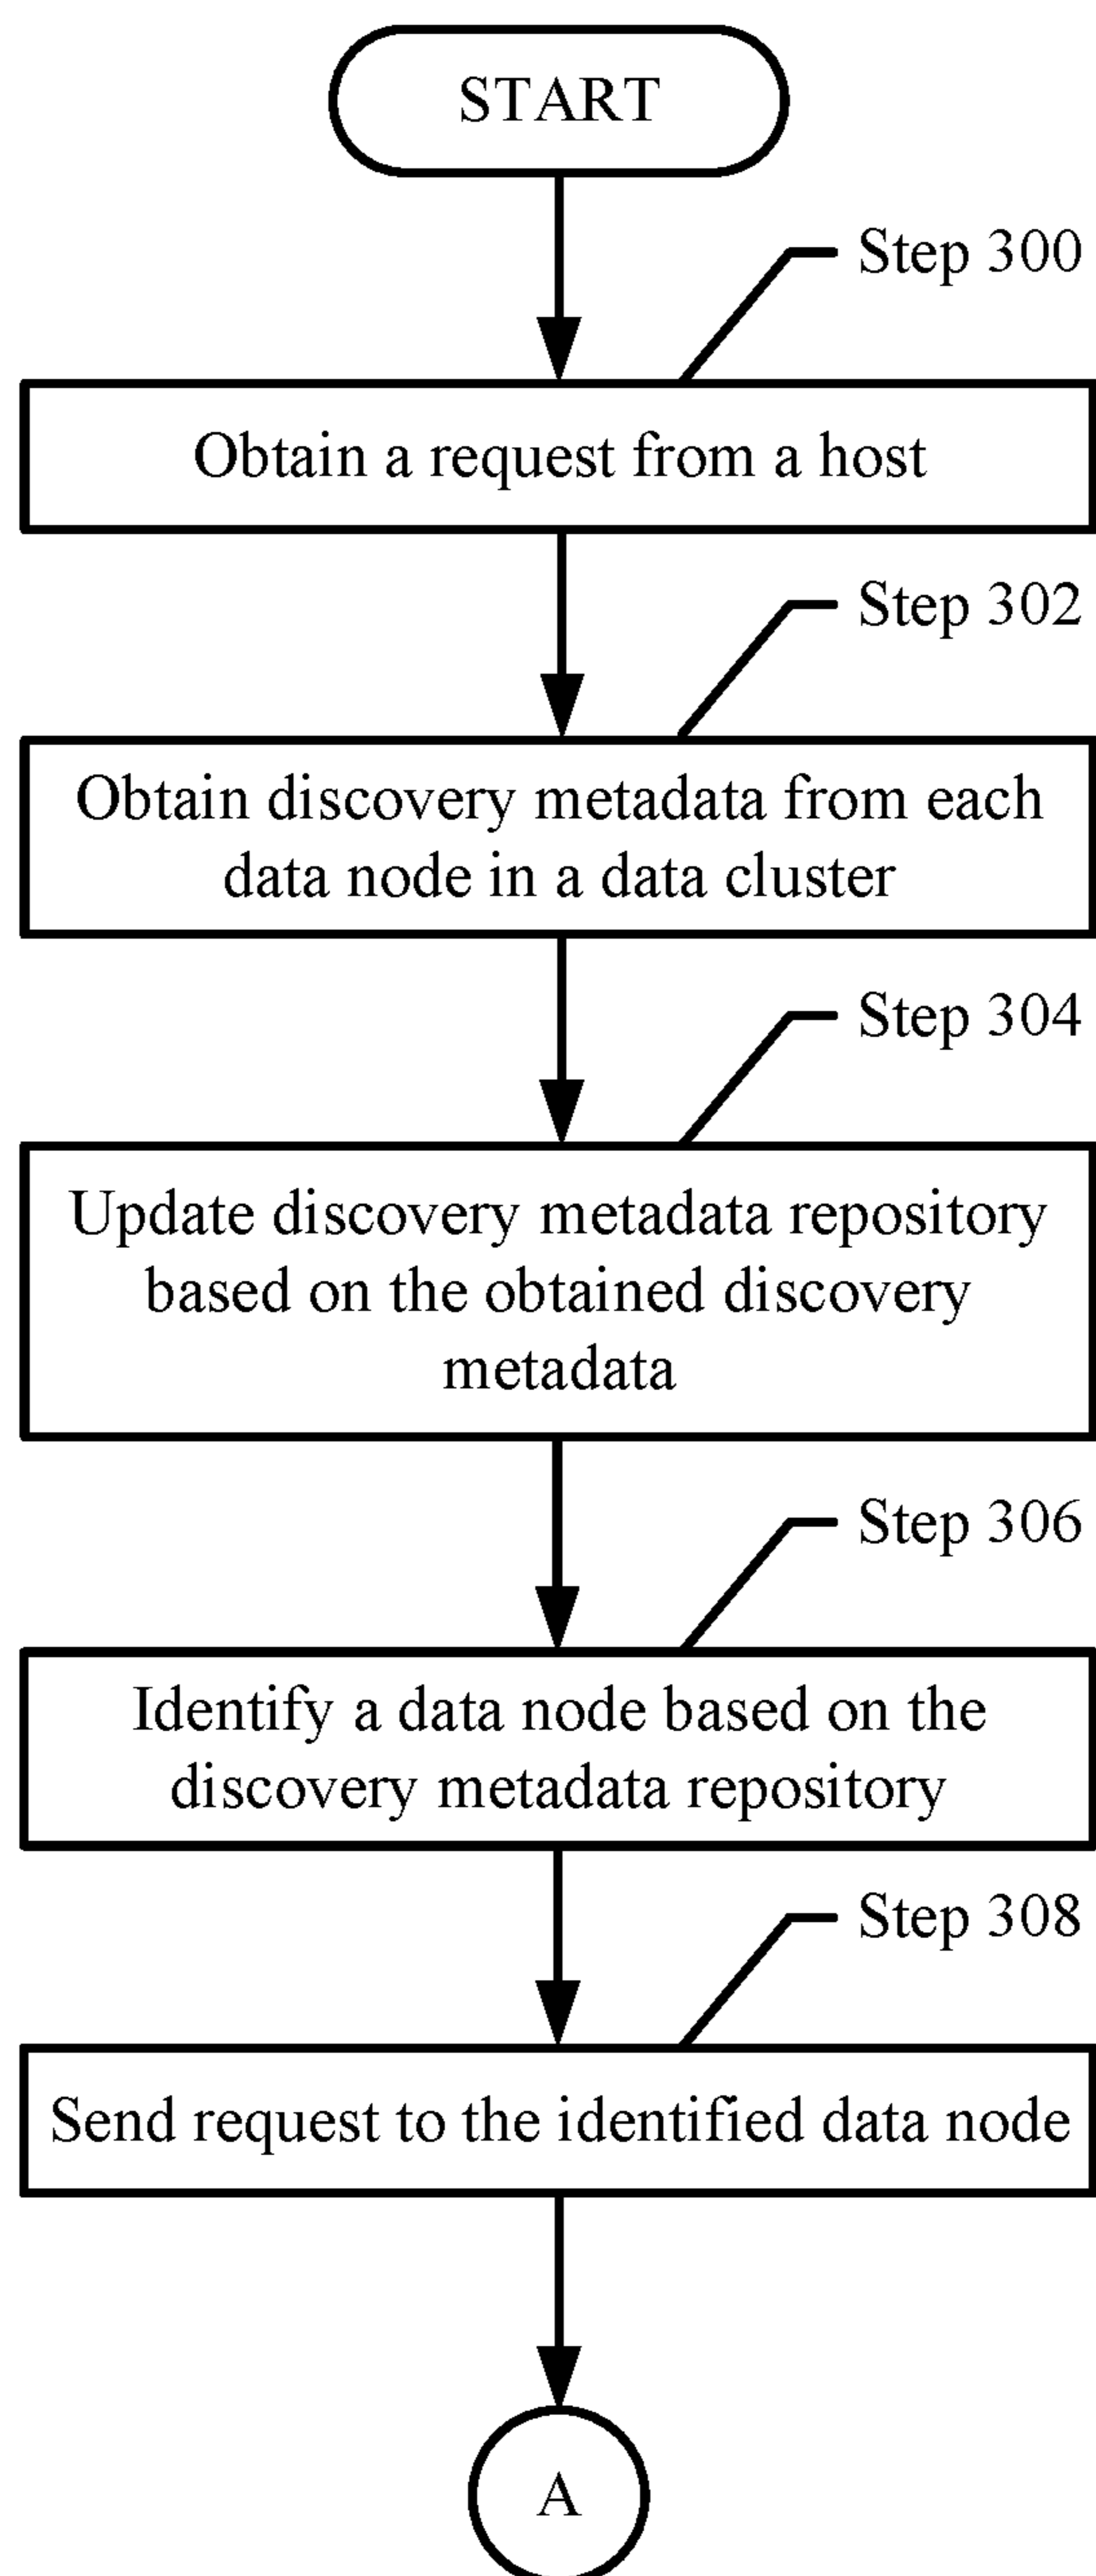 START
Step 300
Obtain a request from a host
Step 302
Obtain discovery metadata from each
data node in a data cluster
Step 304
Update discovery metadata repository
based on the obtained discovery
metadata
Step 306
Identify a data node based on the
discovery metadata repository
Step 308
Send request to the identified data node
A